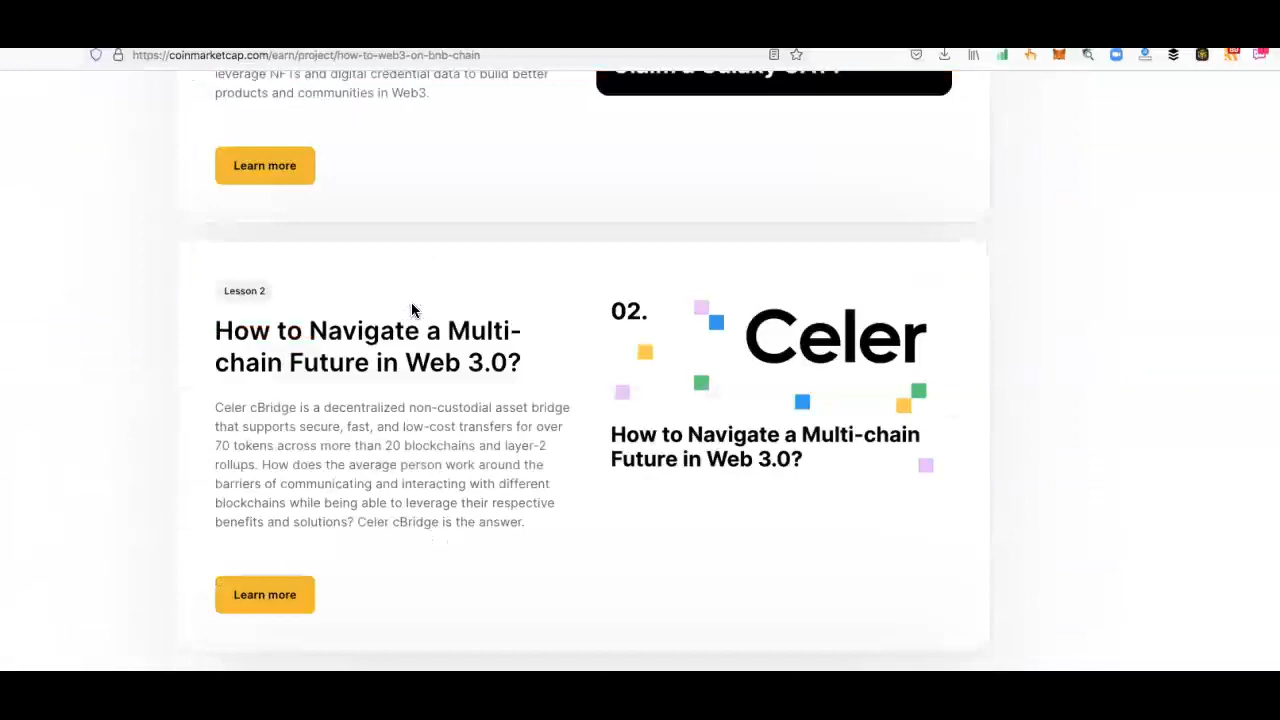 https://coinmarketcap.com/earn/project/how-to-web3-on-bnb-chain
leverage NFTs and digital credential data to build better
products and communities in Web3.
Learn more
Lesson 2
How to Navigate a Multi-
chain Future in Web 3.0?
Celer cBridge is a decentralized non-custodial asset bridge
that supports secure, fast, and low-cost transfers for over
70 tokens across more than 20 blockchains and layer-2
rollups. How does the average person work around the
barriers of communicating and interacting with different
blockchains while being able to leverage their respective
benefits and solutions? Celer cBridge is the answer.
Learn more
02.
Celer
How to Navigate a Multi-chain
Future in Web 3.0?